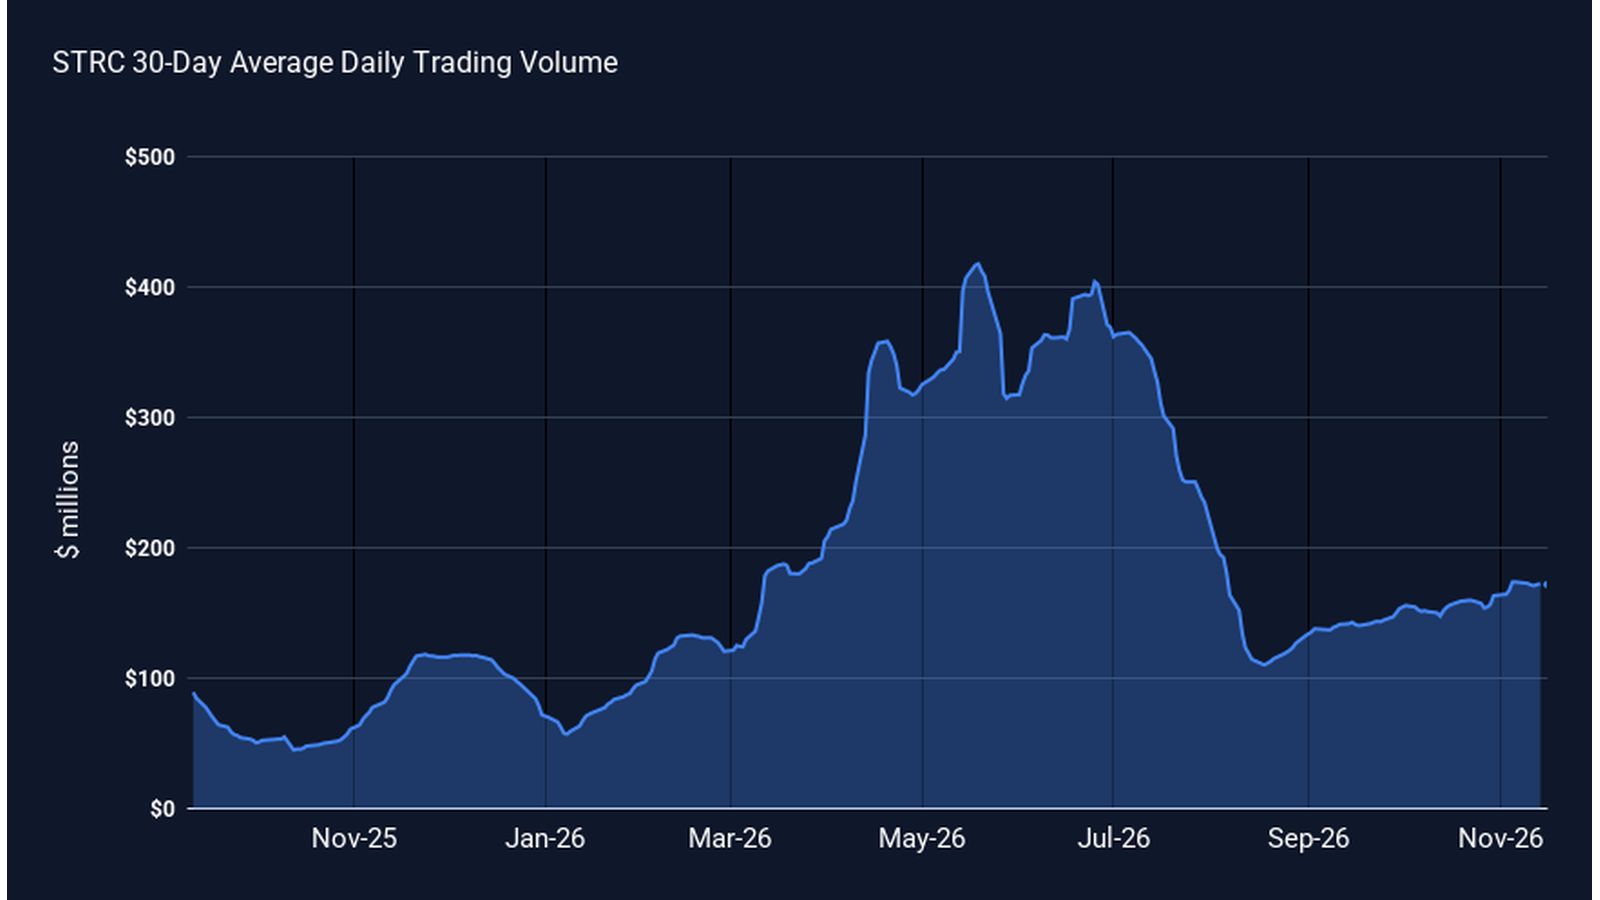 STRC 30-Day Average Daily Trading Volume
$500
$400
$300
$200
$100
$0
$ millions
Nov-25 Jan-26 Mar-26 May-26 Jul-26 Sep-26 Nov-26